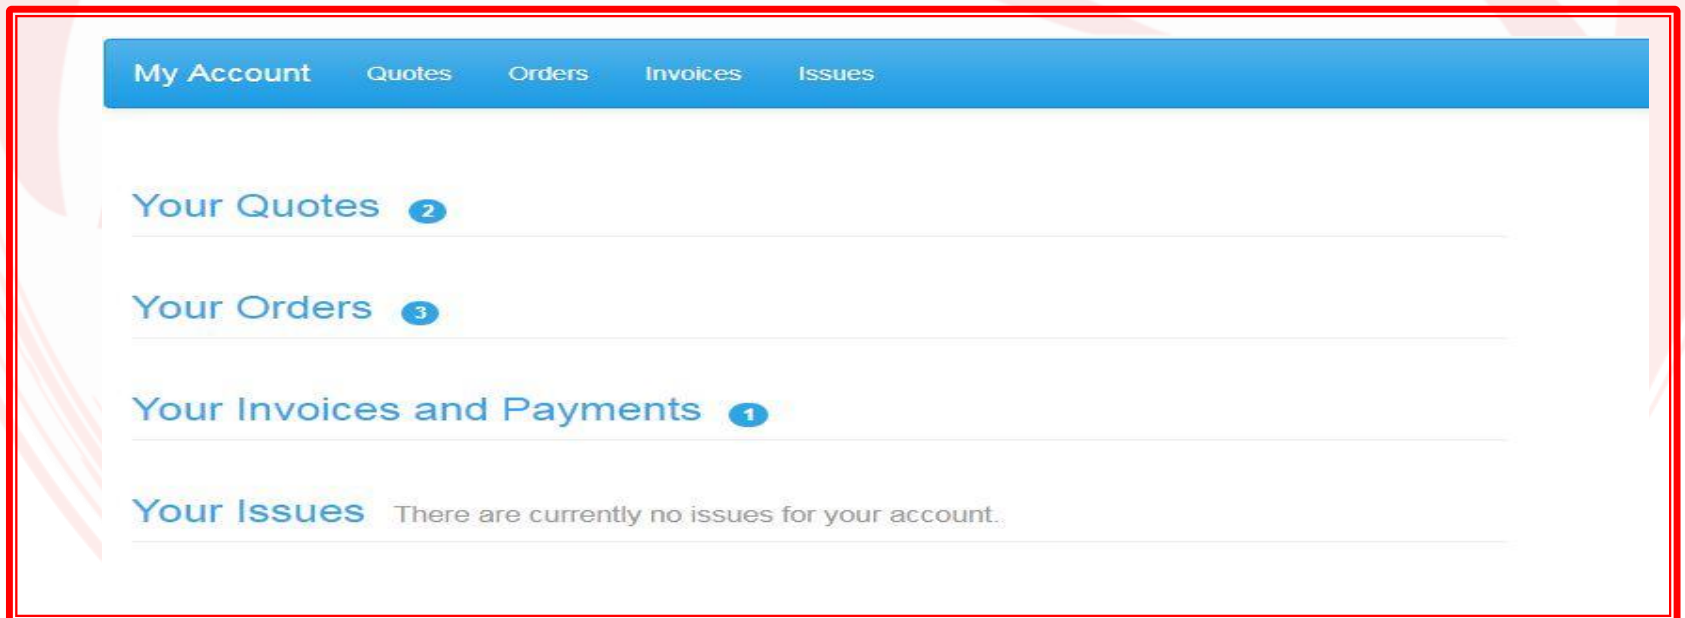 My Account Quotes Orders Invoices Issues
Your Quotes 2
Your Orders 3
Your Invoices and Payments 1
Your Issues There are currently no issues for your account.